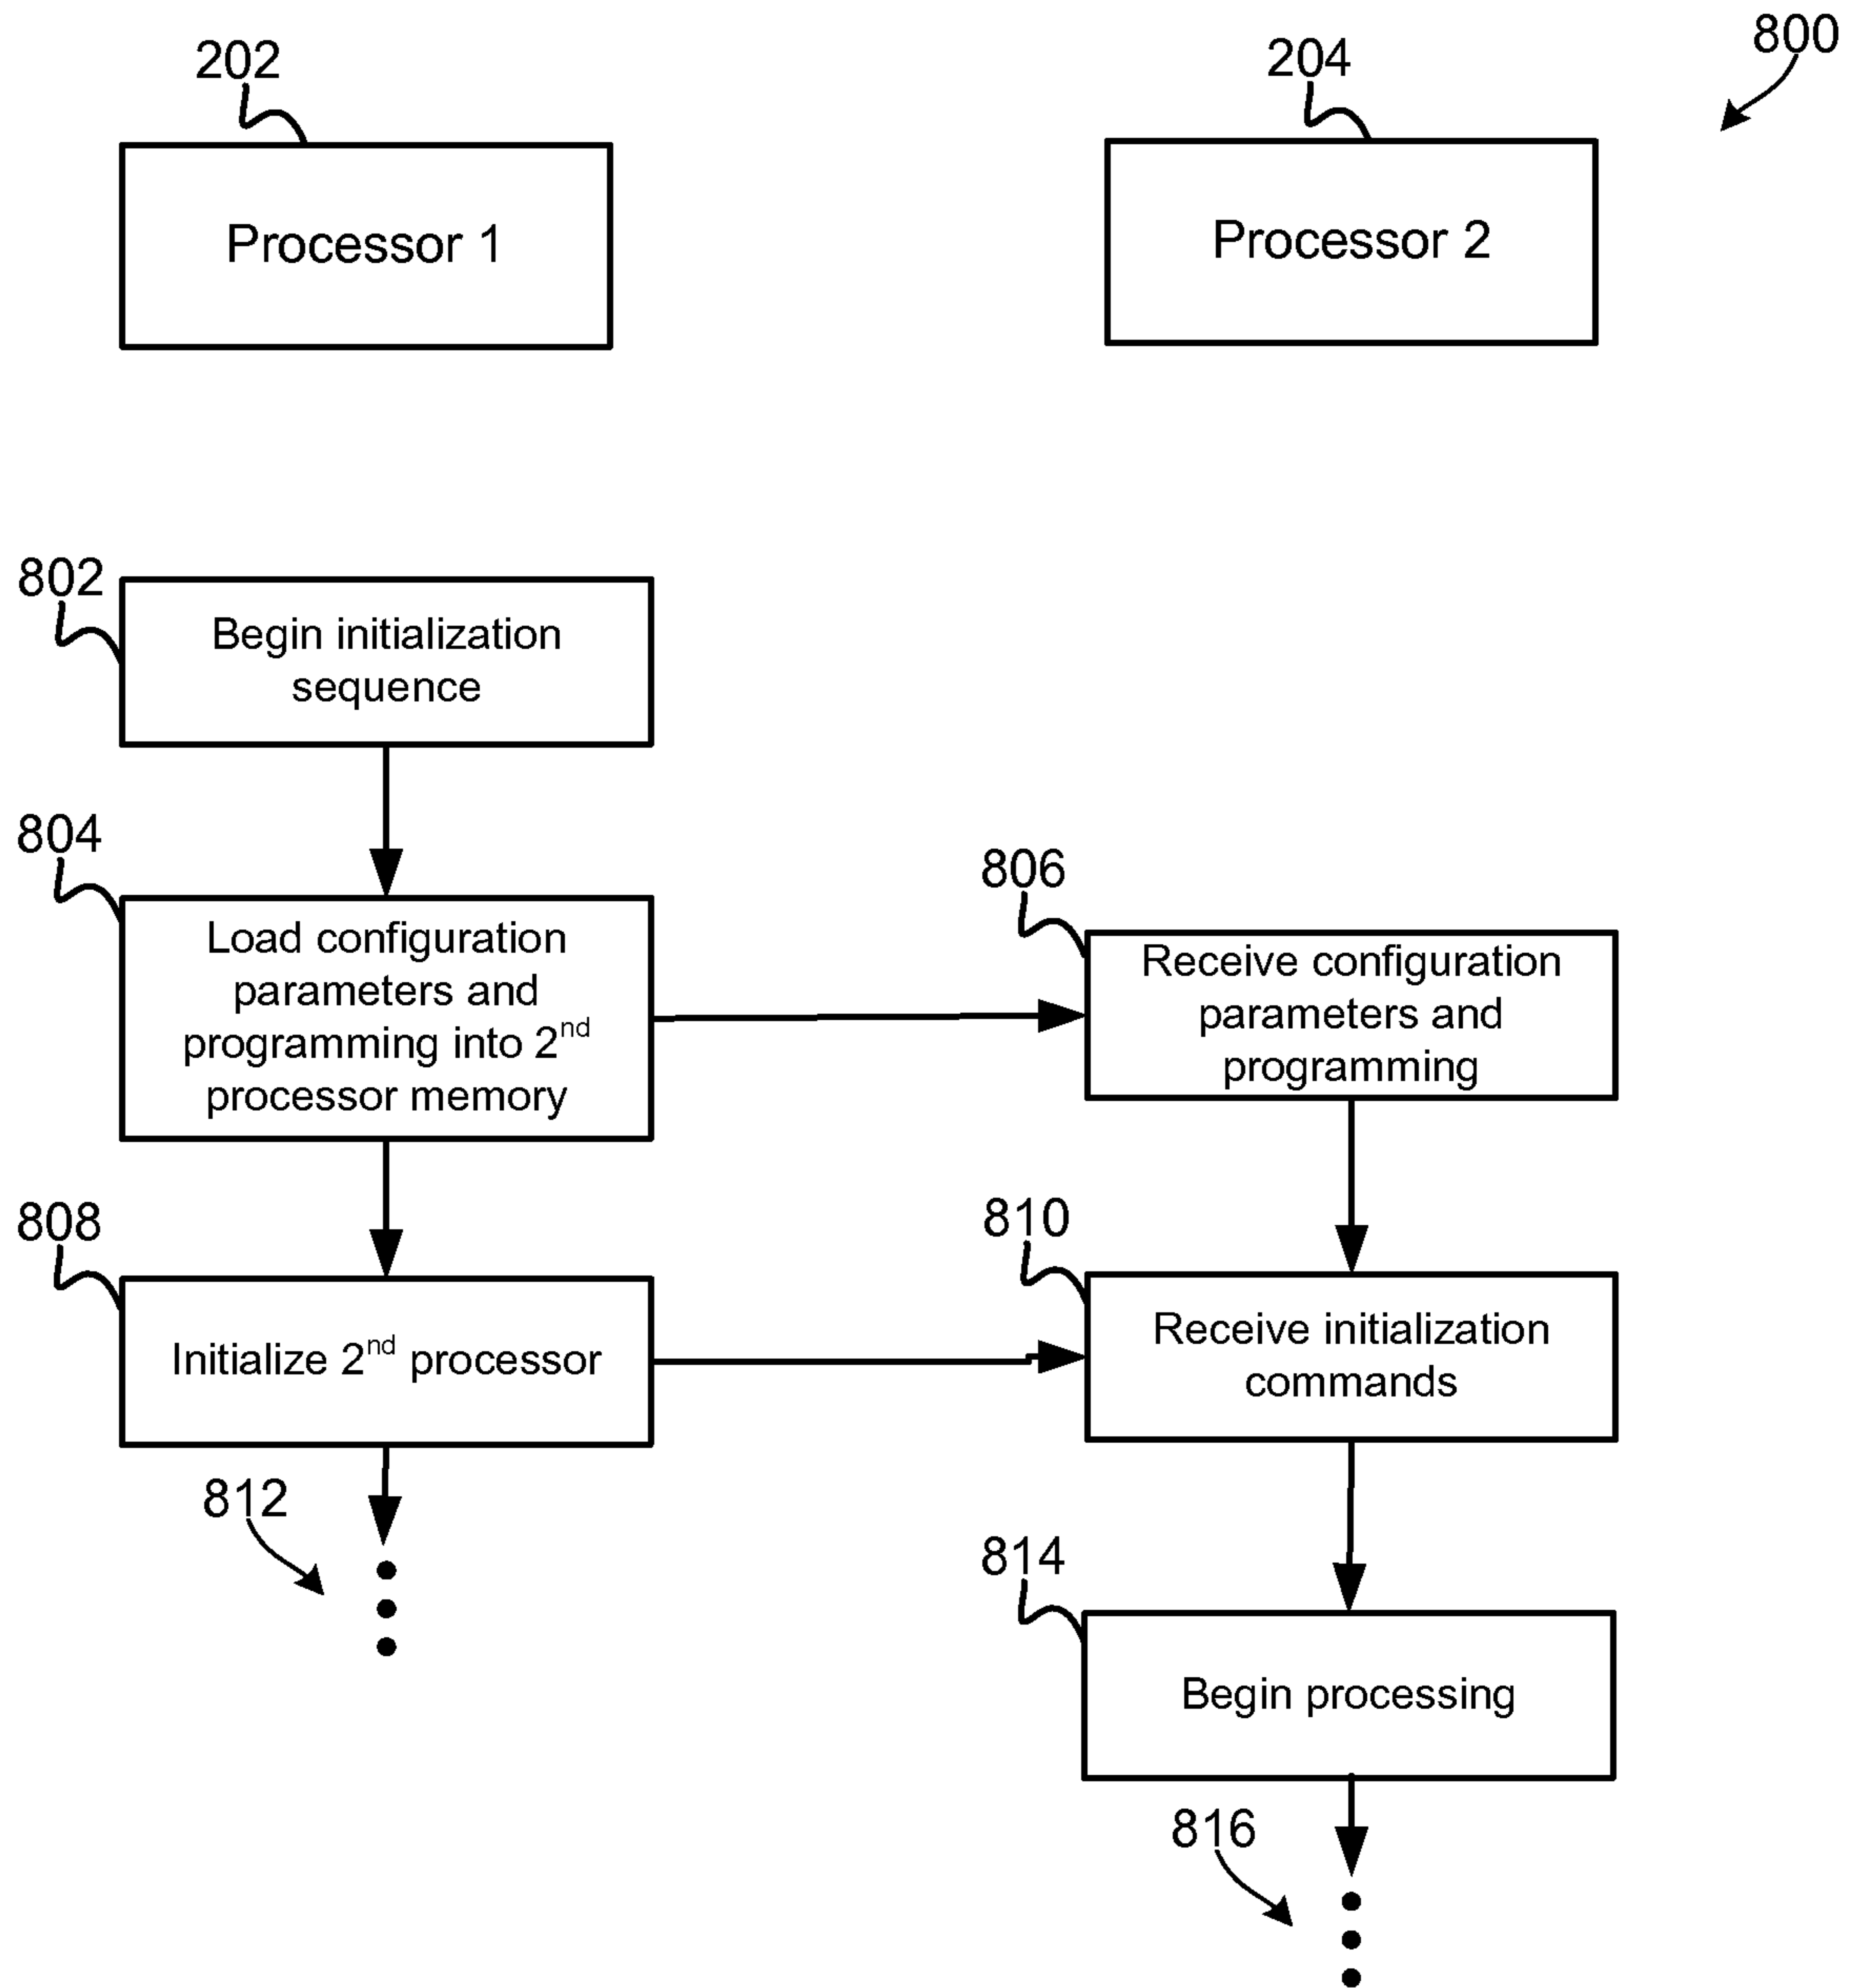 800
202
204
Processor 1
Processor 2
802
Begin initialization
sequence
804
Load configuration
parameters and
programming into 2nd
processor memory
806
Receive configuration
parameters and
programming
808
Initialize 2nd processor
810
Receive initialization
commands
812
814
Begin processing
816